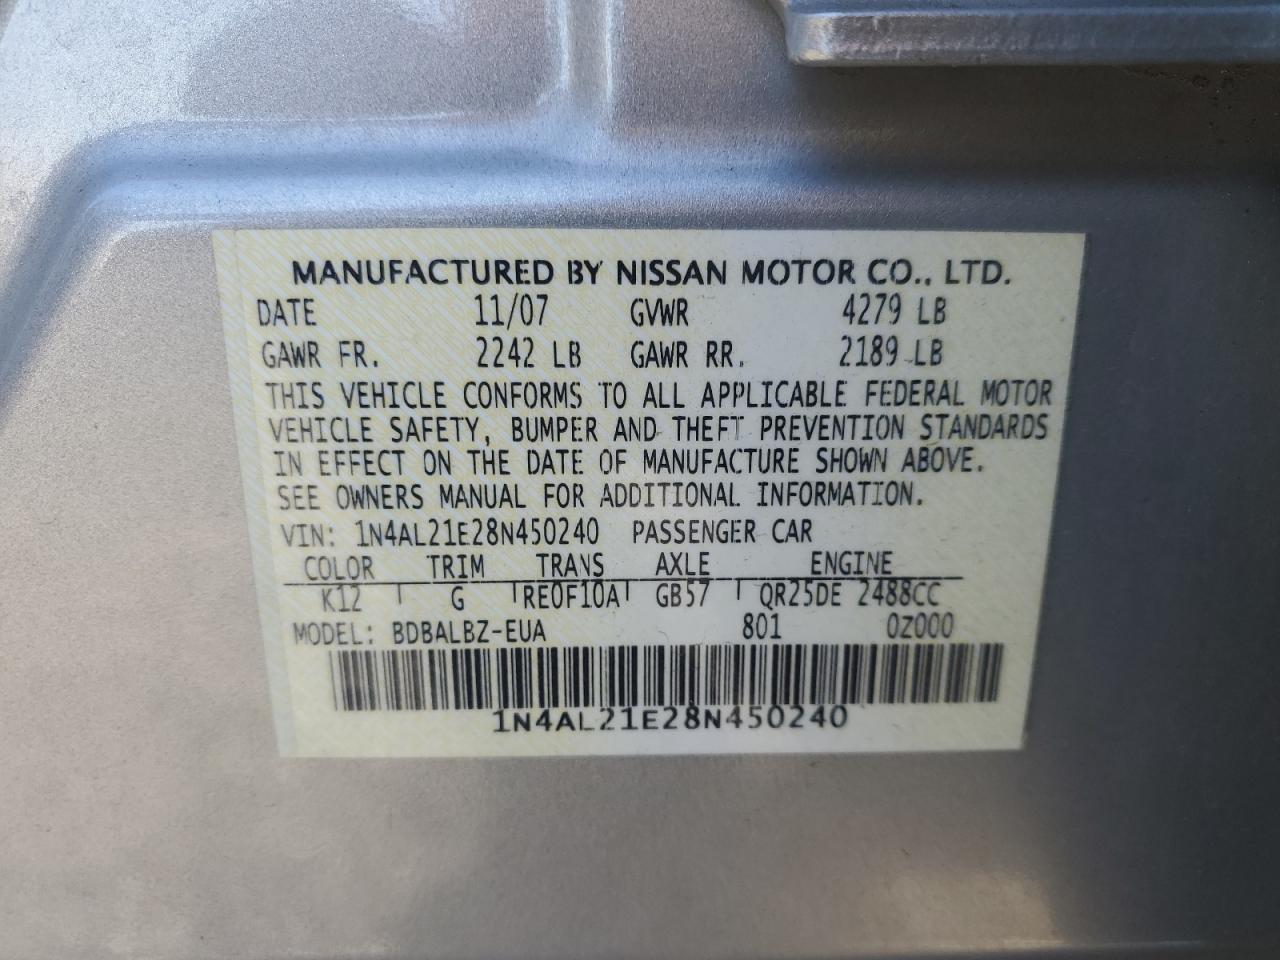 MANUFACTURED BY NISSAN MOTOR CO., LTD.
DATE 11/07 GVWR 4279 LB
GAWR FR. 2242 LB GAWR RR. 2189 LB
THIS VEHICLE CONFORMS TO ALL APPLICABLE FEDERAL MOTOR
VEHICLE SAFETY, BUMPER AND THEFT PREVENTION STANDARDS
IN EFFECT ON THE DATE OF MANUFACTURE SHOWN ABOVE.
SEE OWNERS MANUAL FOR ADDITIONAL INFORMATION.
VIN: 1N4AL21E28N450240 PASSENGER CAR
COLOR TRIM TRANS AXLE ENGINE
K12 G RE0F10A GB57 QR25DE 2488CC
MODEL: BDBALBZ-EUA 801 0Z000
1N4AL21E28N450240